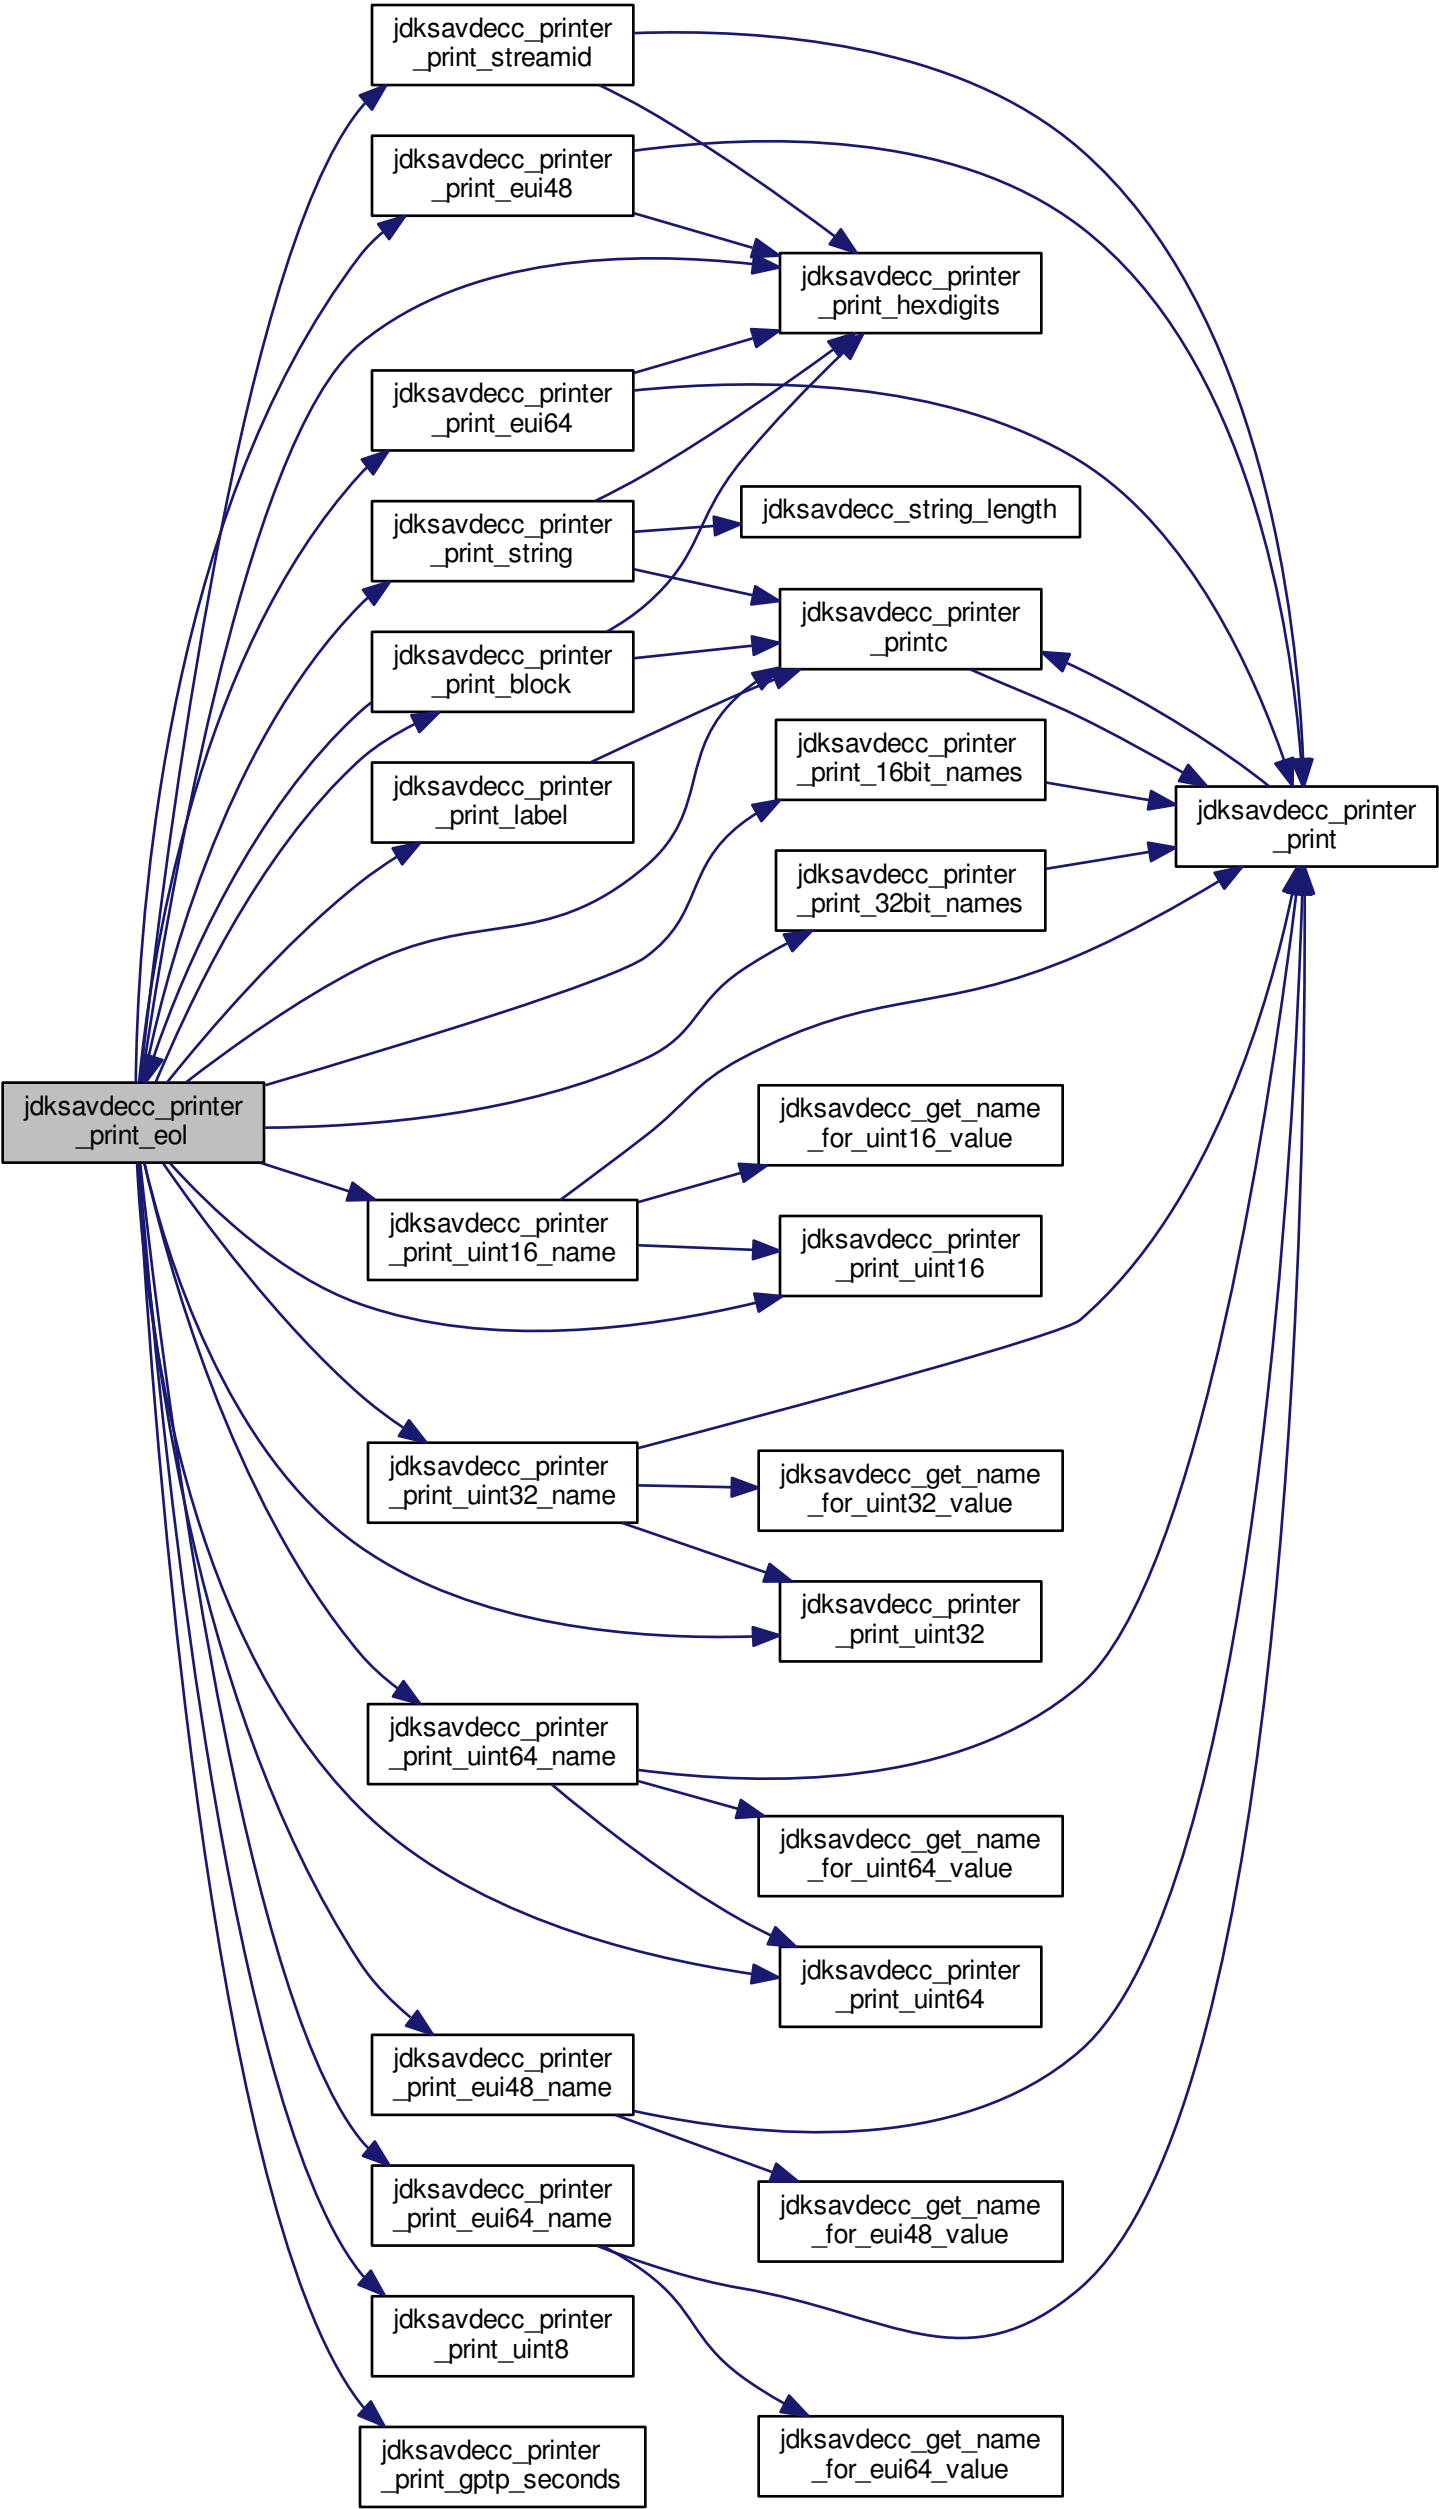 jdksavdecc_printer
_print_streamid
jdksavdecc_printer
_print_eui48
jdksavdecc_printer
_print_hexdigits
jdksavdecc_printer
_print_eui64
jdksavdecc_string_length
jdksavdecc_printer
_print_string
jdksavdecc_printer
_printc
jdksavdecc_printer
_print_block
jdksavdecc_printer
_print_16bit_names
jdksavdecc_printer
_print_label
jdksavdecc_printer
_print
jdksavdecc_printer
_print_32bit_names
jdksavdecc_printer
_print_eol
jdksavdecc_get_name
_for_uint16_value
jdksavdecc_printer
_print_uint16_name
jdksavdecc_printer
_print_uint16
jdksavdecc_printer
_print_uint32_name
jdksavdecc_get_name
_for_uint32_value
jdksavdecc_printer
_print_uint32
jdksavdecc_printer
_print_uint64_name
jdksavdecc_get_name
_for_uint64_value
jdksavdecc_printer
_print_uint64
jdksavdecc_printer
_print_eui48_name
jdksavdecc_printer
_print_eui64_name
jdksavdecc_get_name
_for_eui48_value
jdksavdecc_printer
_print_uint8
jdksavdecc_get_name
_for_eui64_value
jdksavdecc_printer
_print_gptp_seconds